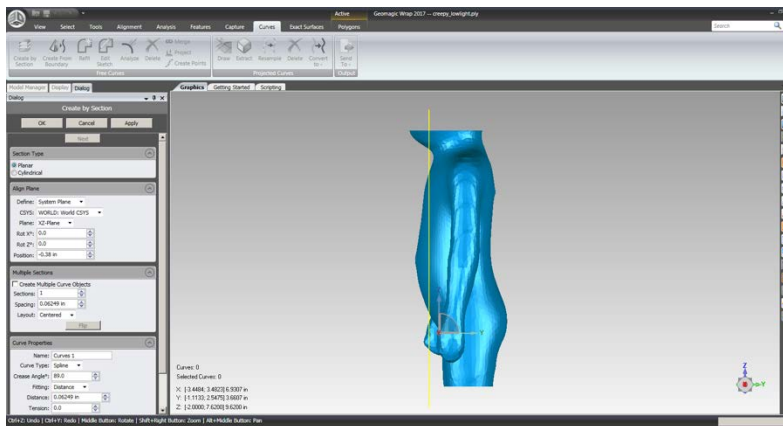 Active
Geomagic Wrap 2017 -- creepy_lowlight.ply
View Select Tools Alignment Analysis Features Capture Curves Exact Surfaces Polygons
Search
Create by Section
Create From Boundary
Refit
Edit Sketch
Analyze
Delete
Merge
Project
Create Points
Draw
Extract
Resample
Delete
Convert to
Send To
Free Curves
Projected Curves
Output
Model Manager Display Dialog
Graphics Getting Started Scripting
Dialog
Create by Section
OK Cancel Apply
Next
Section Type
Planar
Cylindrical
Align Plane
Define: System Plane
CSYS: WORLD: World CSYS
Plane: XZ-Plane
Rot X°: 0.0
Rot Z°: 0.0
Position: -0.38 in
Multiple Sections
Create Multiple Curve Objects
Sections: 1
Spacing: 0.06249 in
Layout: Centered
Flip
Curve Properties
Name: Curves 1
Curve Type: Spline
Crease Angle°: 89.0
Fitting: Distance
Distance: 0.06249 in
Tension: 0.0
Y
Curves: 0
Selected Curves: 0
X: [-3.4484; 3.4823] 6.9307 in
Y: [-1.1133; 2.5475] 3.6607 in
Z: [-2.0000; 7.6200] 9.6200 in
Z
Y
Ctrl+Z: Undo | Ctrl+Y: Redo | Middle Button: Rotate | Shift+Right Button: Zoom | Alt+Middle Button: Pan